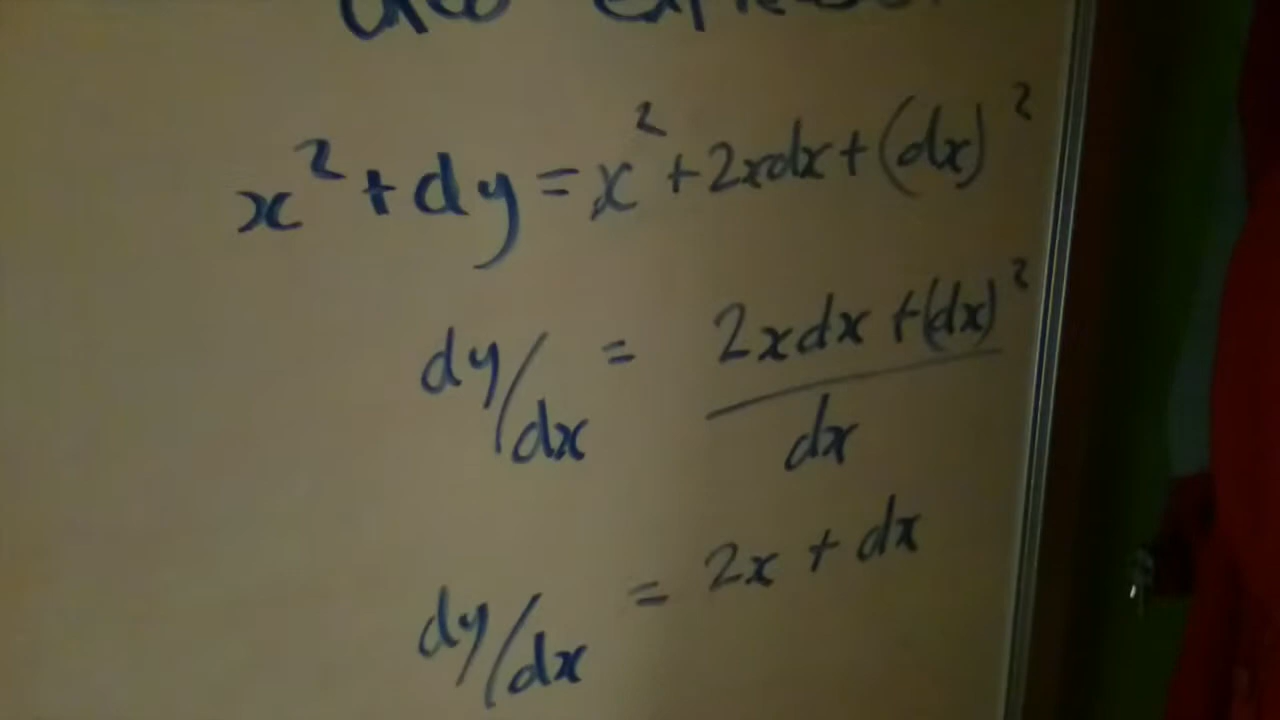 x² + dy = x² + 2xdx + (dx)²
dy/dx = (2xdx + (dx)²)/dx
dy/dx = 2x + dx